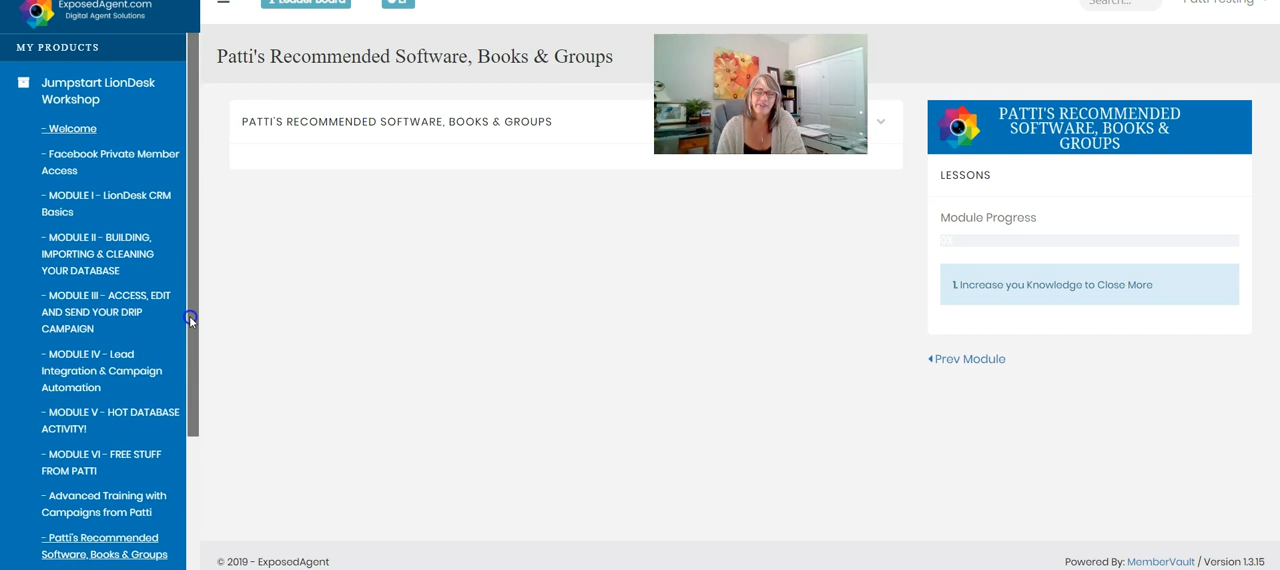 ExposedAgent.com
Digital Agent Solutions
Leader Board
Search...
Patti Testing
MY PRODUCTS
Jumpstart LionDesk
Workshop
- Welcome
- Facebook Private Member
Access
- MODULE I - LionDesk CRM
Basics
- MODULE II - BUILDING,
IMPORTING & CLEANING
YOUR DATABASE
- MODULE III - ACCESS, EDIT
AND SEND YOUR DRIP
CAMPAIGN
- MODULE IV - Lead
Integration & Campaign
Automation
- MODULE V - HOT DATABASE
ACTIVITY!
- MODULE VI - FREE STUFF
FROM PATTI
- Advanced Training with
Campaigns from Patti
- Patti's Recommended
Software, Books & Groups
Patti's Recommended Software, Books & Groups
PATTI'S RECOMMENDED SOFTWARE, BOOKS & GROUPS
PATTI'S RECOMMENDED
SOFTWARE, BOOKS &
GROUPS
LESSONS
Module Progress
1. Increase you Knowledge to Close More
Prev Module
© 2019 - ExposedAgent
Powered By: MemberVault / Version 1.3.15